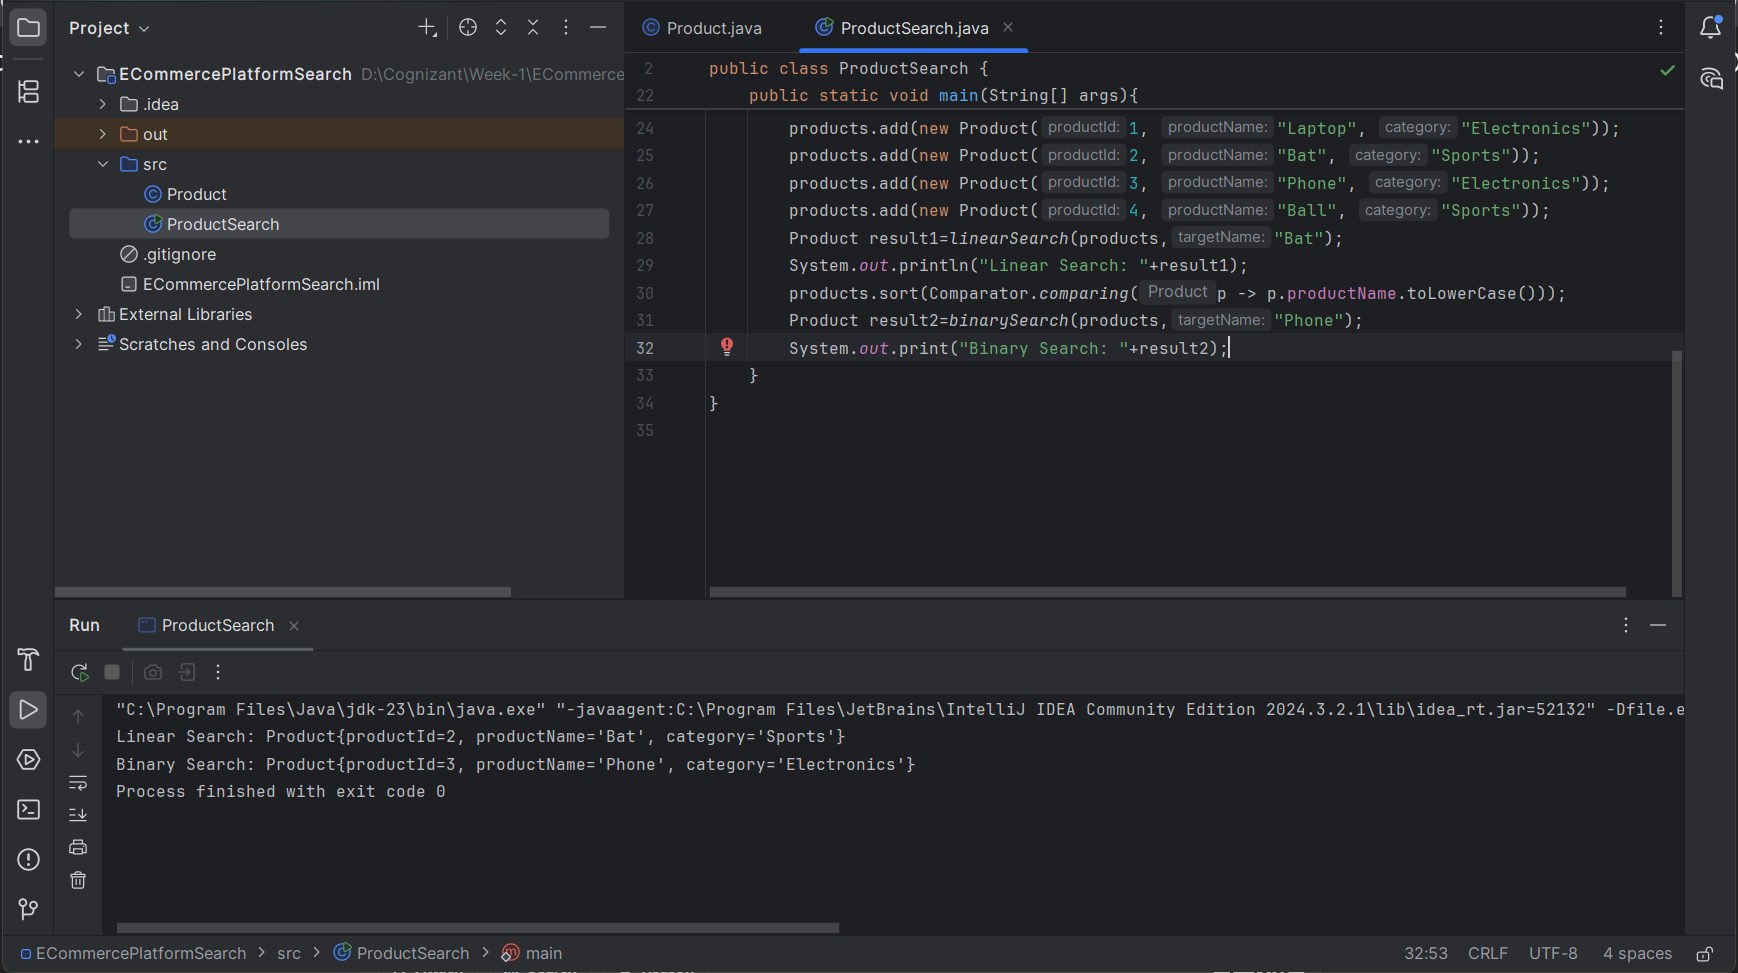 Project
ECommercePlatformSearch D:\Cognizant\Week-1\ECommerce
.idea
out
src
Product
ProductSearch
.gitignore
ECommercePlatformSearch.iml
External Libraries
Scratches and Consoles
Product.java ProductSearch.java
2 public class ProductSearch {
22 public static void main(String[] args){
24 products.add(new Product( productId: 1, productName: "Laptop", category: "Electronics"));
25 products.add(new Product( productId: 2, productName: "Bat", category: "Sports"));
26 products.add(new Product( productId: 3, productName: "Phone", category: "Electronics"));
27 products.add(new Product( productId: 4, productName: "Ball", category: "Sports"));
28 Product result1=linearSearch(products, targetName: "Bat");
29 System.out.println("Linear Search: "+result1);
30 products.sort(Comparator.comparing( Product p -> p.productName.toLowerCase()));
31 Product result2=binarySearch(products, targetName: "Phone");
32 System.out.print("Binary Search: "+result2);
33 }
34 }
35
Run ProductSearch
"C:\Program Files\Java\jdk-23\bin\java.exe" "-javaagent:C:\Program Files\JetBrains\IntelliJ IDEA Community Edition 2024.3.2.1\lib\idea_rt.jar=52132" -Dfile.e
Linear Search: Product{productId=2, productName='Bat', category='Sports'}
Binary Search: Product{productId=3, productName='Phone', category='Electronics'}
Process finished with exit code 0
ECommercePlatformSearch > src > ProductSearch > main 32:53 CRLF UTF-8 4 spaces